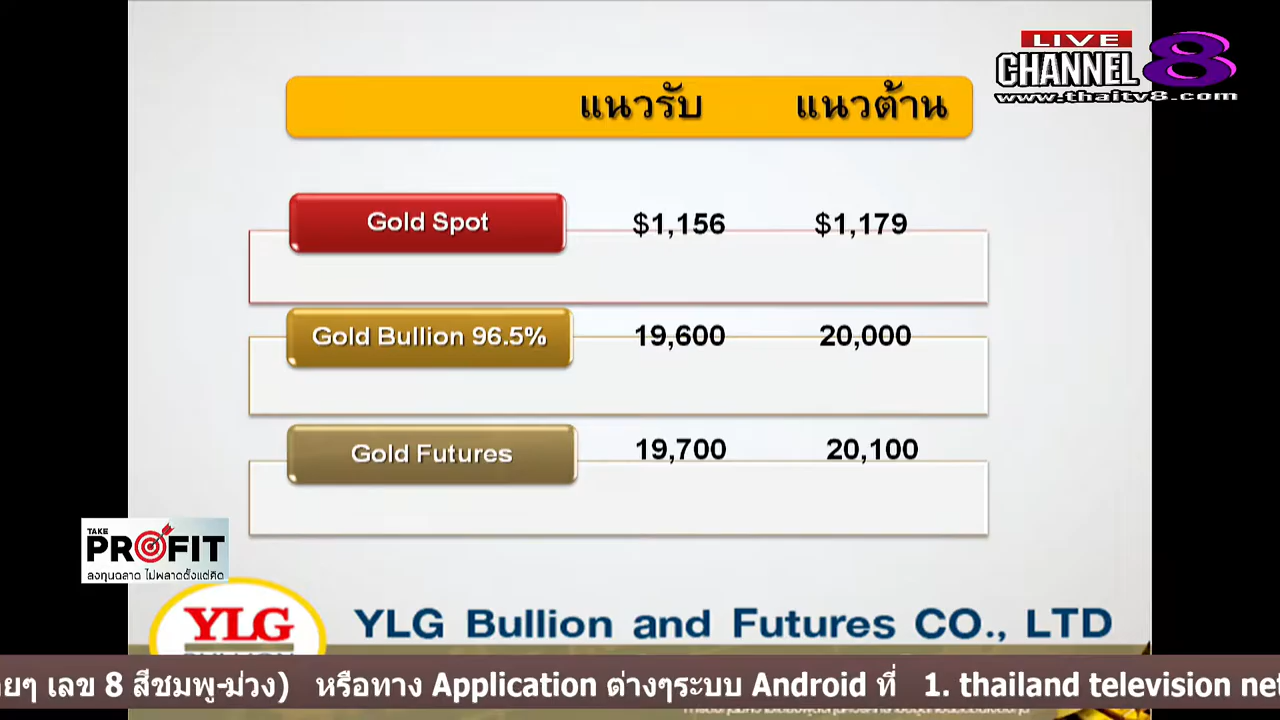 LIVE
CHANNEL 8
www.thaitv8.com
แนวรับ แนวต้าน
Gold Spot $1,156 $1,179
Gold Bullion 96.5% 19,600 20,000
Gold Futures 19,700 20,100
TAKE
PROFIT
ลงทุนฉลาด ไม่พลาดตั้งแต่คิด
YLG
YLG Bullion and Futures CO., LTD
ยๆ เลข 8 สีชมพู-ม่วง) หรือทาง Application ต่างๆระบบ Android ที่ 1. thailand television net